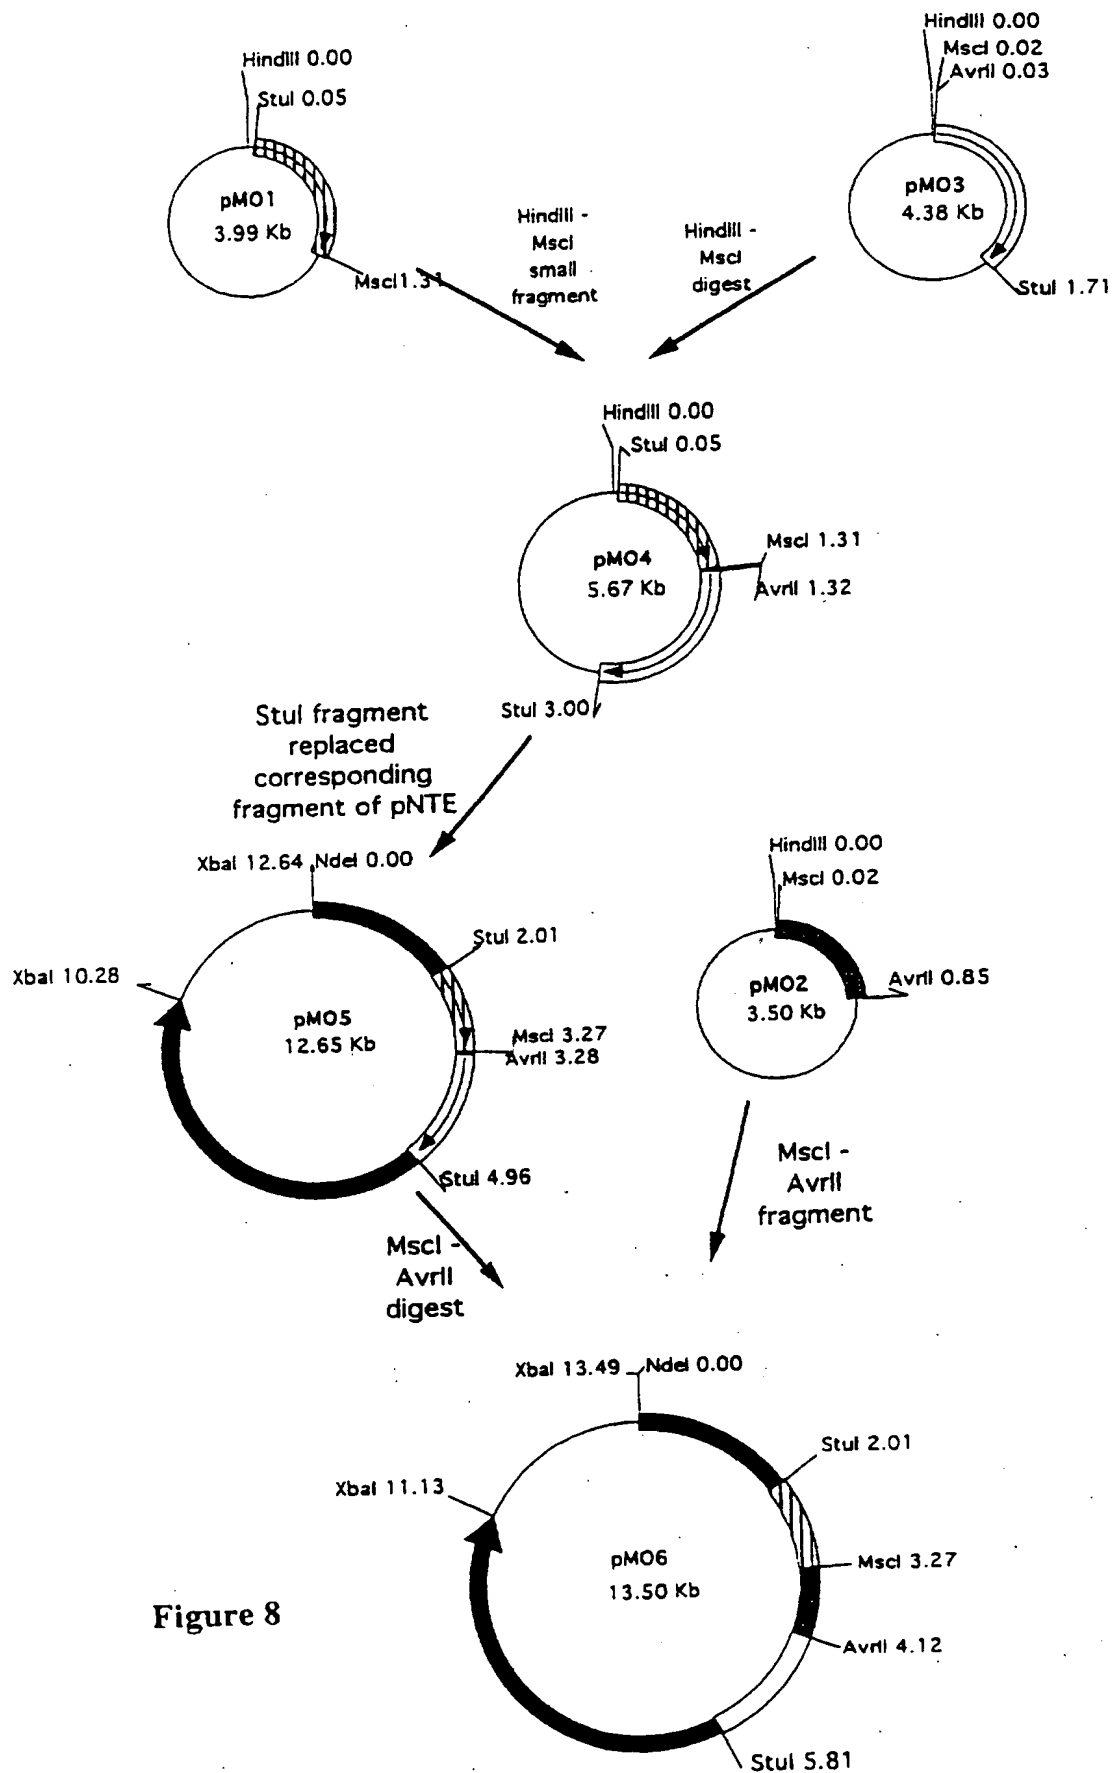 HindIII 0.00
StuI 0.05
pMO1
3.99 Kb
MscI 1.31
HindIII -
MscI
small
fragment
HindIII -
MscI
digest
HindIII 0.00
MscI 0.02
AvrII 0.03
pMO3
4.38 Kb
StuI 1.71
HindIII 0.00
StuI 0.05
pMO4
5.67 Kb
MscI 1.31
AvrII 1.32
StuI 3.00
StuI fragment
replaced
corresponding
fragment of pNTE
XbaI 12.64
NdeI 0.00
StuI 2.01
XbaI 10.28
pMO5
12.65 Kb
MscI 3.27
AvrII 3.28
StuI 4.96
HindIII 0.00
MscI 0.02
pMO2
3.50 Kb
AvrII 0.85
MscI -
AvrII
fragment
MscI -
AvrII
digest
XbaI 13.49
NdeI 0.00
StuI 2.01
XbaI 11.13
pMO6
13.50 Kb
MscI 3.27
AvrII 4.12
StuI 5.81
Figure 8